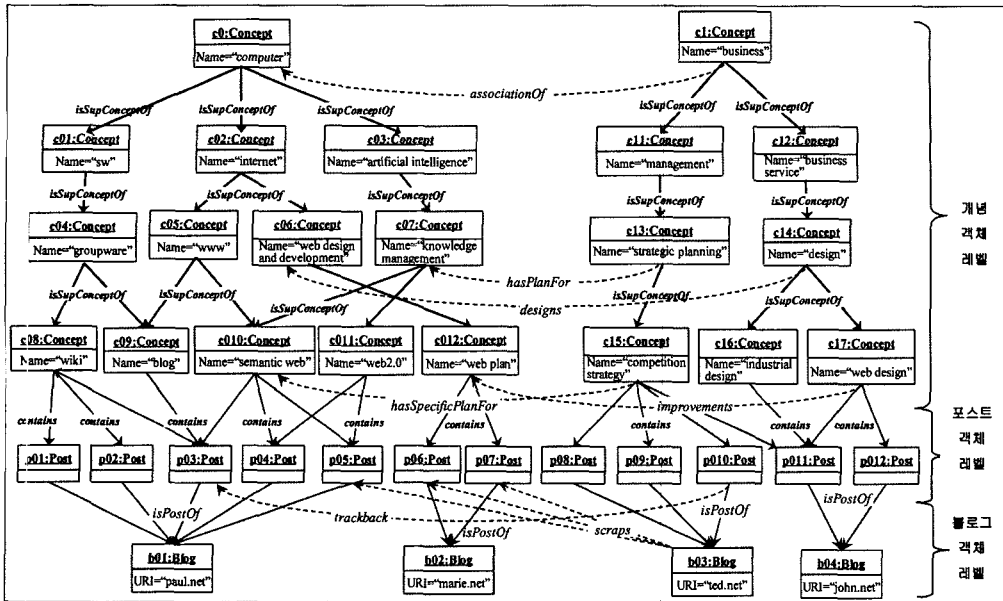 c0:Concept
Name="computer"
c1:Concept
Name="business"
associationOf
isSupConceptOf
isSupConceptOf
isSupConceptOf
isSupConceptOf
isSupConceptOf
c01:Concept
Name="sw"
c02:Concept
Name="internet"
c03:Concept
Name="artificial intelligence"
c11:Concept
Name="management"
c12:Concept
Name="business
service"
isSupConceptOf
isSupConceptOf
isSupConceptOf
isSupConceptOf
isSupConceptOf
c04:Concept
Name="groupware"
c05:Concept
Name="www"
c06:Concept
Name="web design
and development"
c07:Concept
Name="knowledge
management"
c13:Concept
Name="strategic planning"
c14:Concept
Name="design"
개념
객체
레벨
hasPlanFor
designs
isSupConceptOf
isSupConceptOf
isSupConceptOf
isSupConceptOf
isSupConceptOf
c08:Concept
Name="wiki"
c09:Concept
Name="blog"
c010:Concept
Name="semantic web"
c011:Concept
Name="web2.0"
c012:Concept
Name="web plan"
c15:Concept
Name="competition
strategy"
c16:Concept
Name="industrial
design"
c17:Concept
Name="web design"
hasSpecificPlanFor
improvements
contains
contains
contains
contains
contains
contains
contains
contains
contains
p01:Post
p02:Post
p03:Post
p04:Post
p05:Post
p06:Post
p07:Post
p08:Post
p09:Post
p010:Post
p011:Post
p012:Post
포스트
객체
레벨
isPostOf
trackback
isPostOf
scraps
isPostOf
isPostOf
b01:Blog
URI="paul.net"
b02:Blog
URI="marie.net"
b03:Blog
URI="ted.net"
b04:Blog
URI="john.net"
블로그
객체
레벨